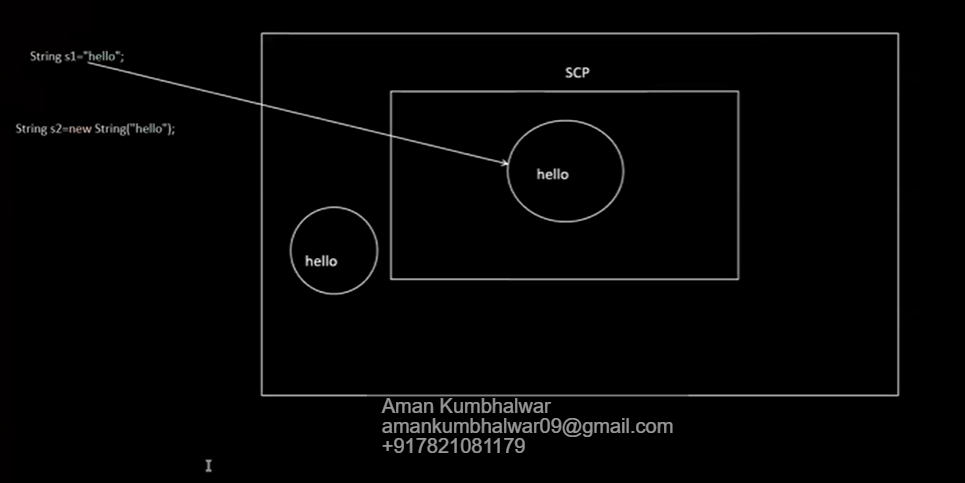 String s1="hello";
SCP
String s2=new String("hello");
hello
hello
Aman Kumbhalwar
amankumbhalwar09@gmail.com
+917821081179